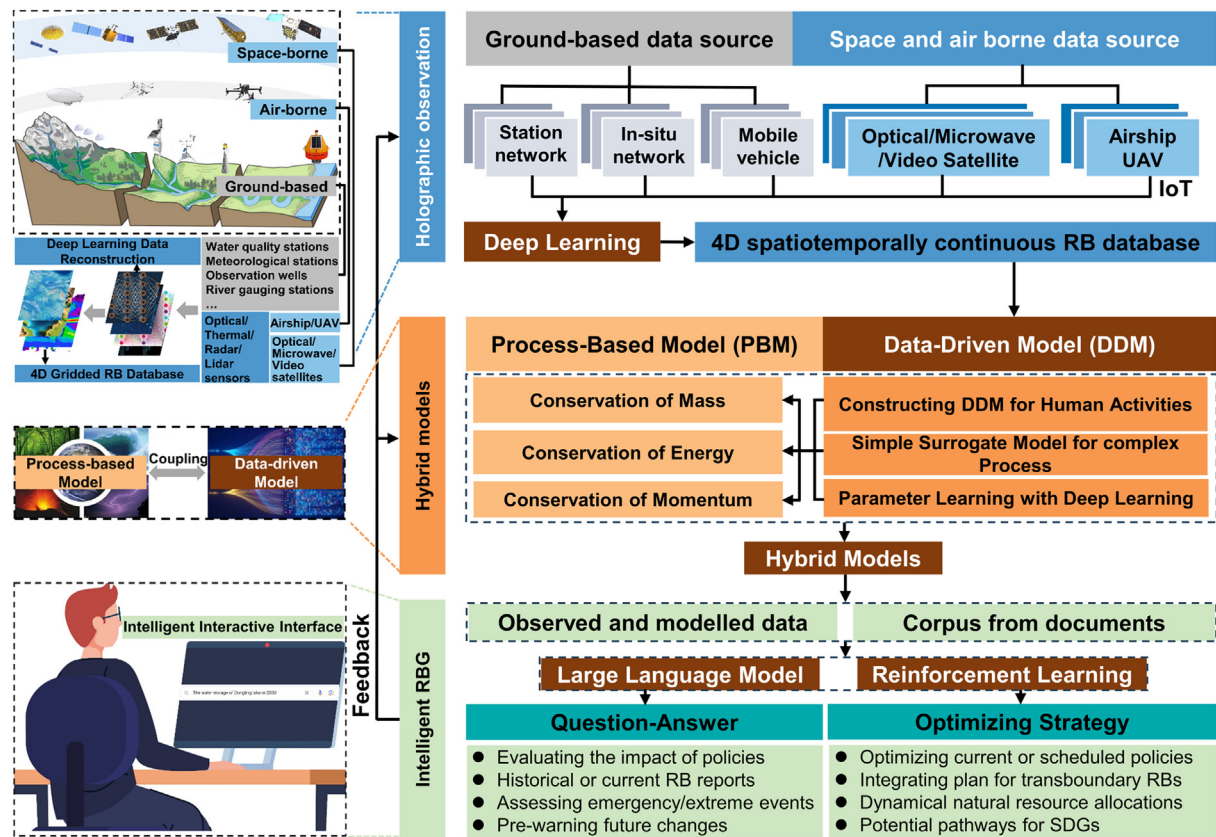 Space-borne
Air-borne
Ground-based
Deep Learning Data
Reconstruction
Water quality stations
Meteorological stations
Observation wells
River gauging stations
...
Optical/
Thermal/
Radar/
Lidar
sensors
Airship/UAV
Optical/
Microwave/
Video
satellites
4D Gridded RB Database
Process-based
Model
Coupling
Data-driven
Model
Intelligent Interactive Interface
The water storage of Dongting lake in 2030
Holographic observation
Hybrid models
Intelligent RBG
Feedback
Ground-based data source
Space and air borne data source
Station
network
In-situ
network
Mobile
vehicle
Optical/Microwave
/Video Satellite
Airship
UAV
IoT
Deep Learning
4D spatiotemporally continuous RB database
Process-Based Model (PBM)
Data-Driven Model (DDM)
Conservation of Mass
Conservation of Energy
Conservation of Momentum
Constructing DDM for Human Activities
Simple Surrogate Model for complex
Process
Parameter Learning with Deep Learning
Hybrid Models
Observed and modelled data
Corpus from documents
Large Language Model
Reinforcement Learning
Question-Answer
● Evaluating the impact of policies
● Historical or current RB reports
● Assessing emergency/extreme events
● Pre-warning future changes
Optimizing Strategy
● Optimizing current or scheduled policies
● Integrating plan for transboundary RBs
● Dynamical natural resource allocations
● Potential pathways for SDGs